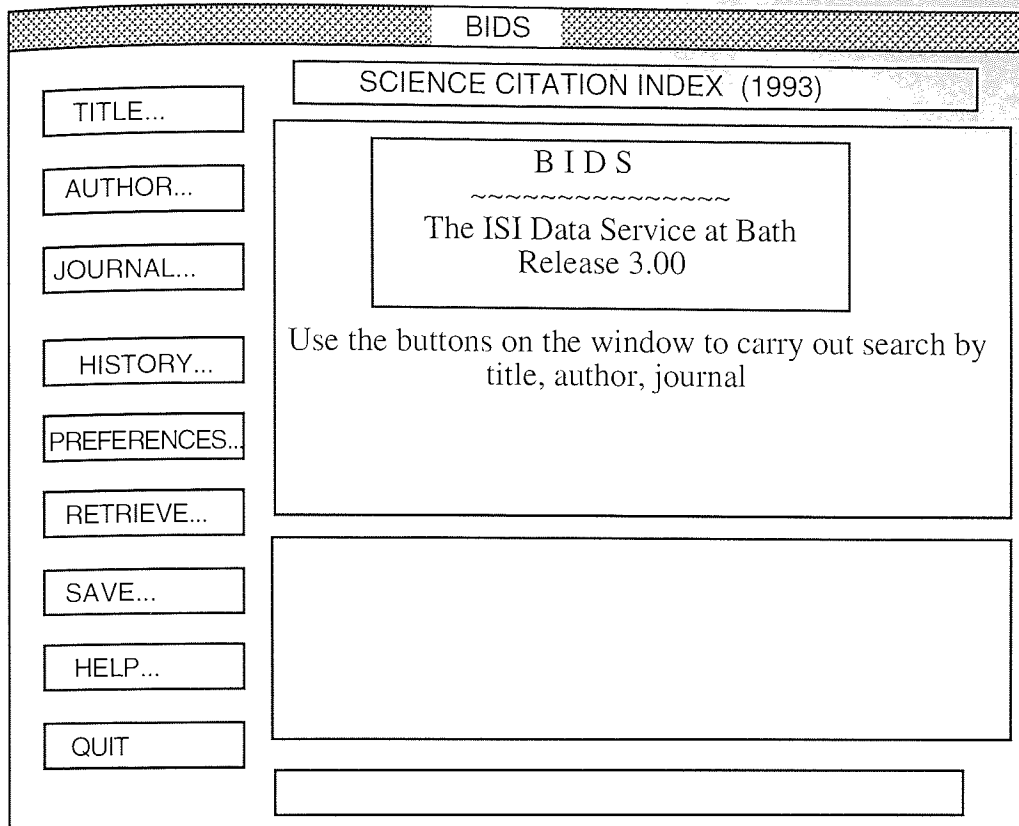 BIDS
SCIENCE CITATION INDEX (1993)
TITLE...
AUTHOR...
JOURNAL...
HISTORY...
PREFERENCES...
RETRIEVE...
SAVE...
HELP...
QUIT
B I D S
~~~~~~~~~~~~~~~
The ISI Data Service at Bath
Release 3.00
Use the buttons on the window to carry out search by
title, author, journal